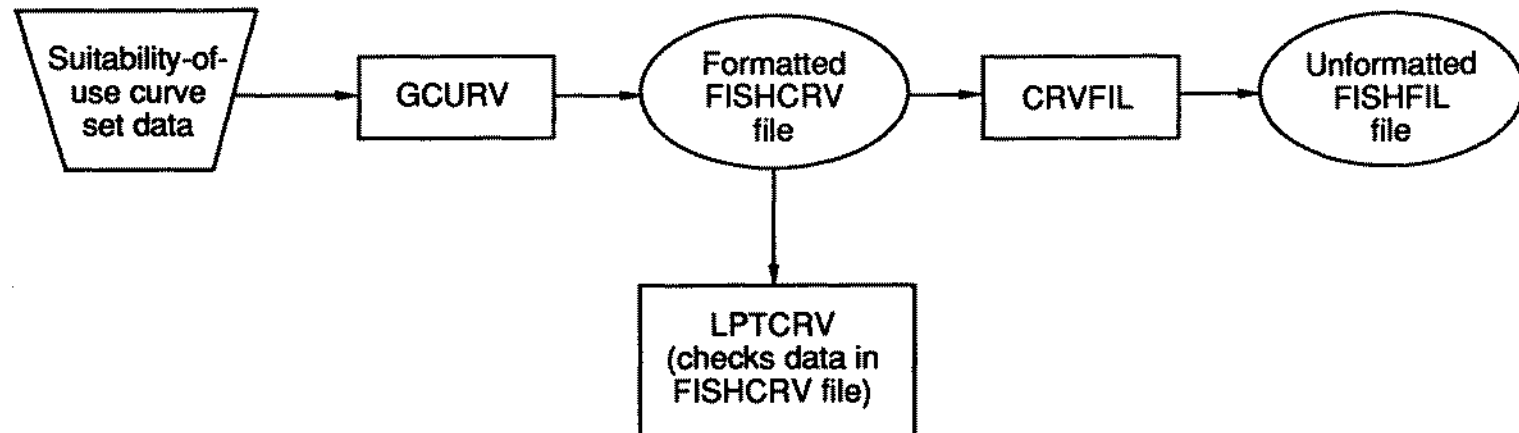 Suitability-of-
use curve
set data
GCURV
Formatted
FISHCRV
file
CRVFIL
Unformatted
FISHFIL
file
LPTCRV
(checks data in
FISHCRV file)